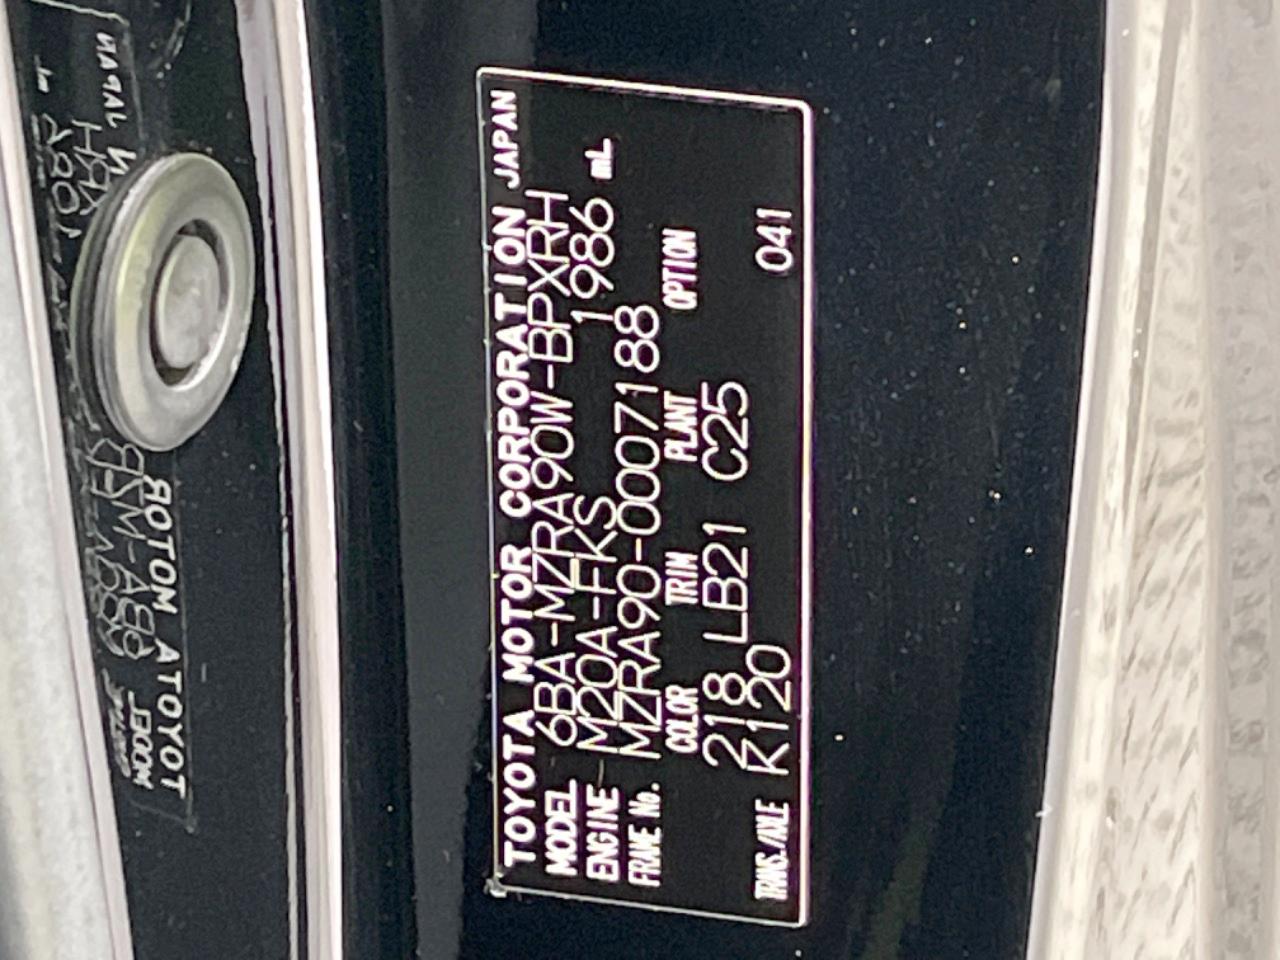 TOYOTA MOTOR CORPORATION JAPAN
MODEL 6BA-MZRA90W-BPXRH
ENGINE M20A-FKS 1986 mL
FRAME No. MZRA90-0007188
COLOR TRIM PLANT OPTION
218 LB21 C25
TRANS./AXLE K120 041